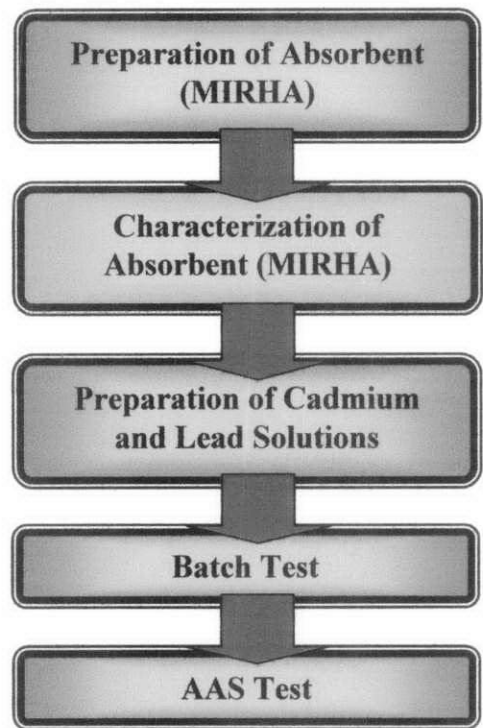 Preparation of Absorbent
(MIRHA)
Characterization of
Absorbent (MIRHA)
Preparation of Cadmium
and Lead Solutions
Batch Test
AAS Test